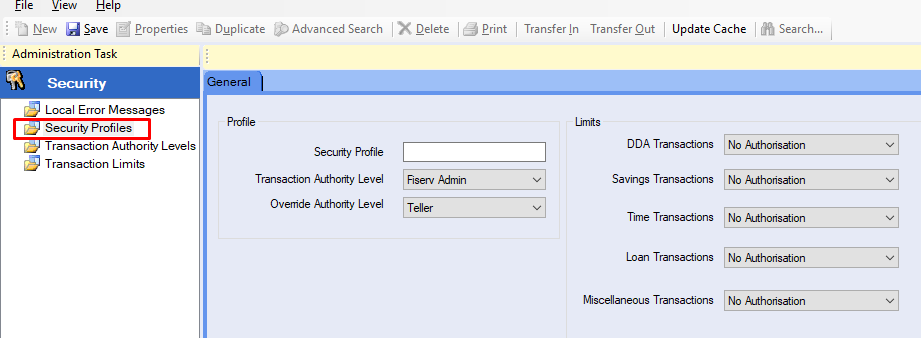 File View Help
New Save Properties Duplicate Advanced Search Delete Print Transfer In Transfer Out Update Cache Search...
Administration Task
Security
General
Local Error Messages
Security Profiles
Transaction Authority Levels
Transaction Limits
Profile
Security Profile
Transaction Authority Level Fiserv Admin
Override Authority Level Teller
Limits
DDA Transactions No Authorisation
Savings Transactions No Authorisation
Time Transactions No Authorisation
Loan Transactions No Authorisation
Miscellaneous Transactions No Authorisation